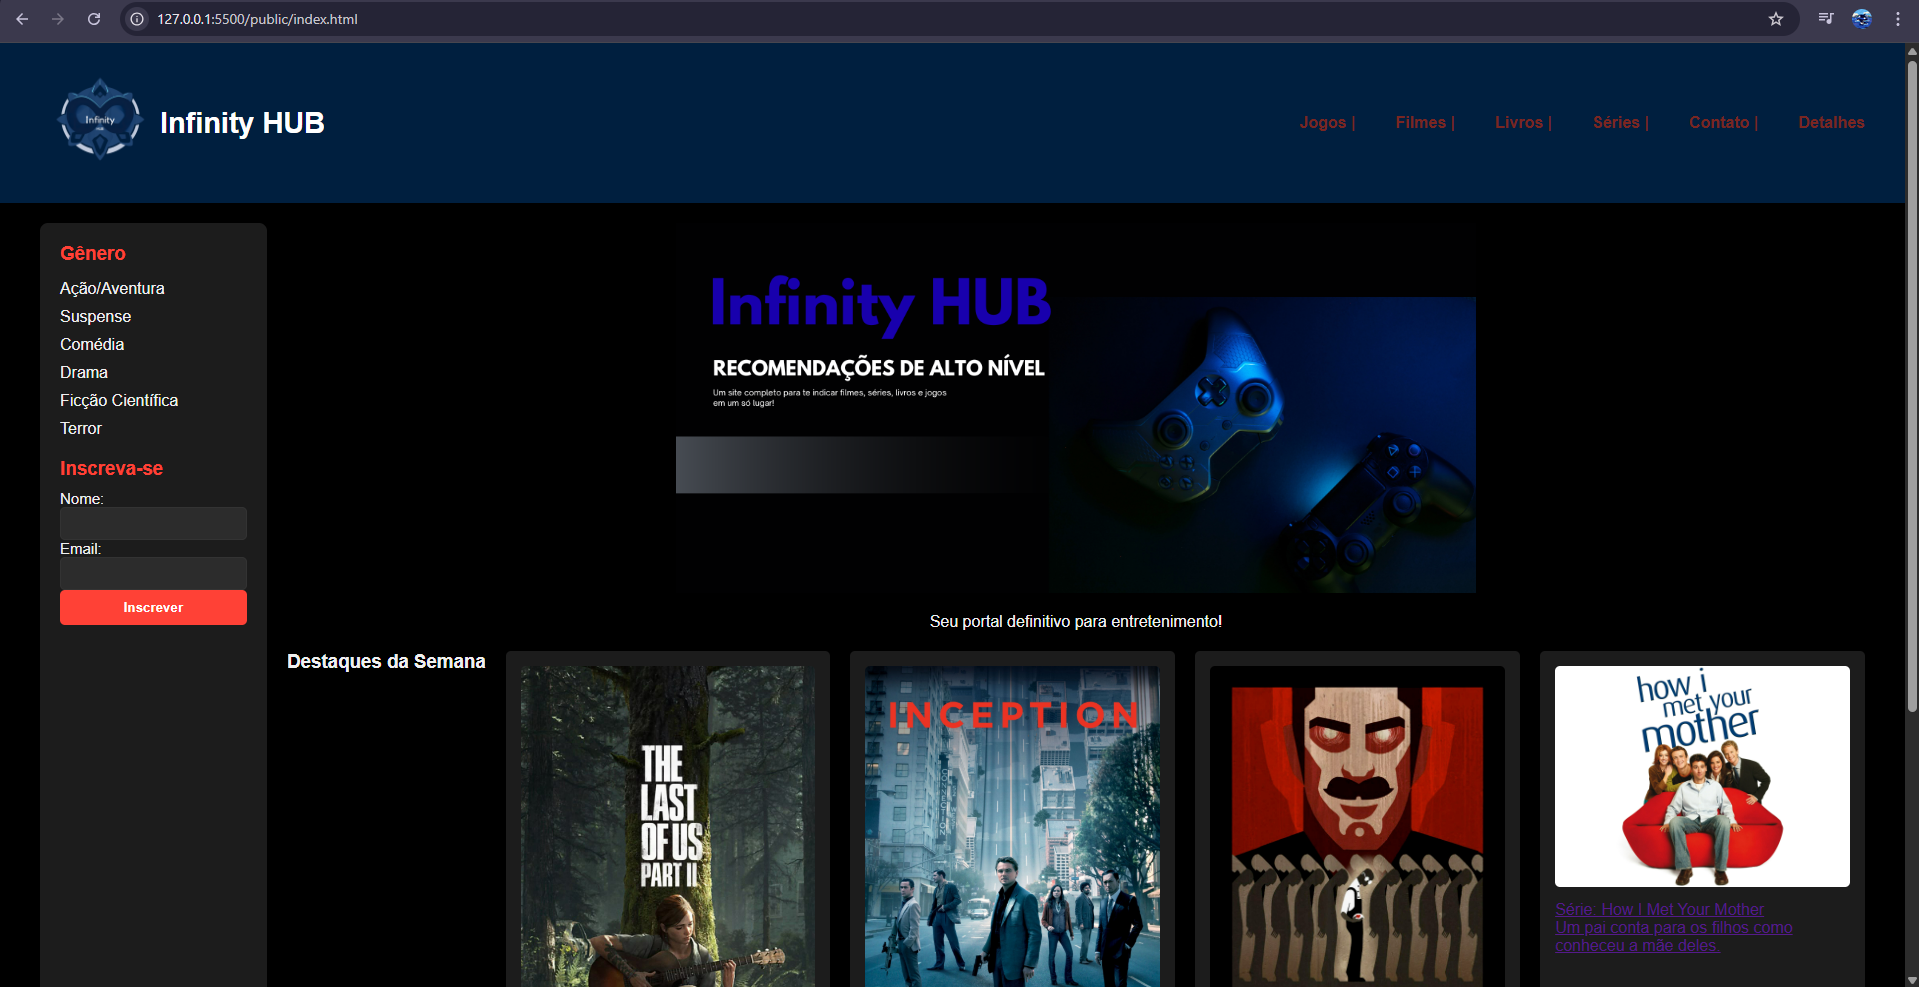 127.0.0.1:5500/public/index.html
Infinity
HUB
Infinity HUB
Jogos |
Filmes |
Livros |
Séries |
Contato |
Detalhes
Gênero
Ação/Aventura
Suspense
Comédia
Drama
Ficção Científica
Terror
Inscreva-se
Nome:
Email:
Inscrever
Infinity HUB
RECOMENDAÇÕES DE ALTO NÍVEL
Um site completo para te indicar filmes, séries, livros e jogos
em um só lugar!
Seu portal definitivo para entretenimento!
Destaques da Semana
THE
LAST
OF US
PART II
INCEPTION
how i
met your
mother
Série: How I Met Your Mother
Um pai conta para os filhos como
conheceu a mãe deles.